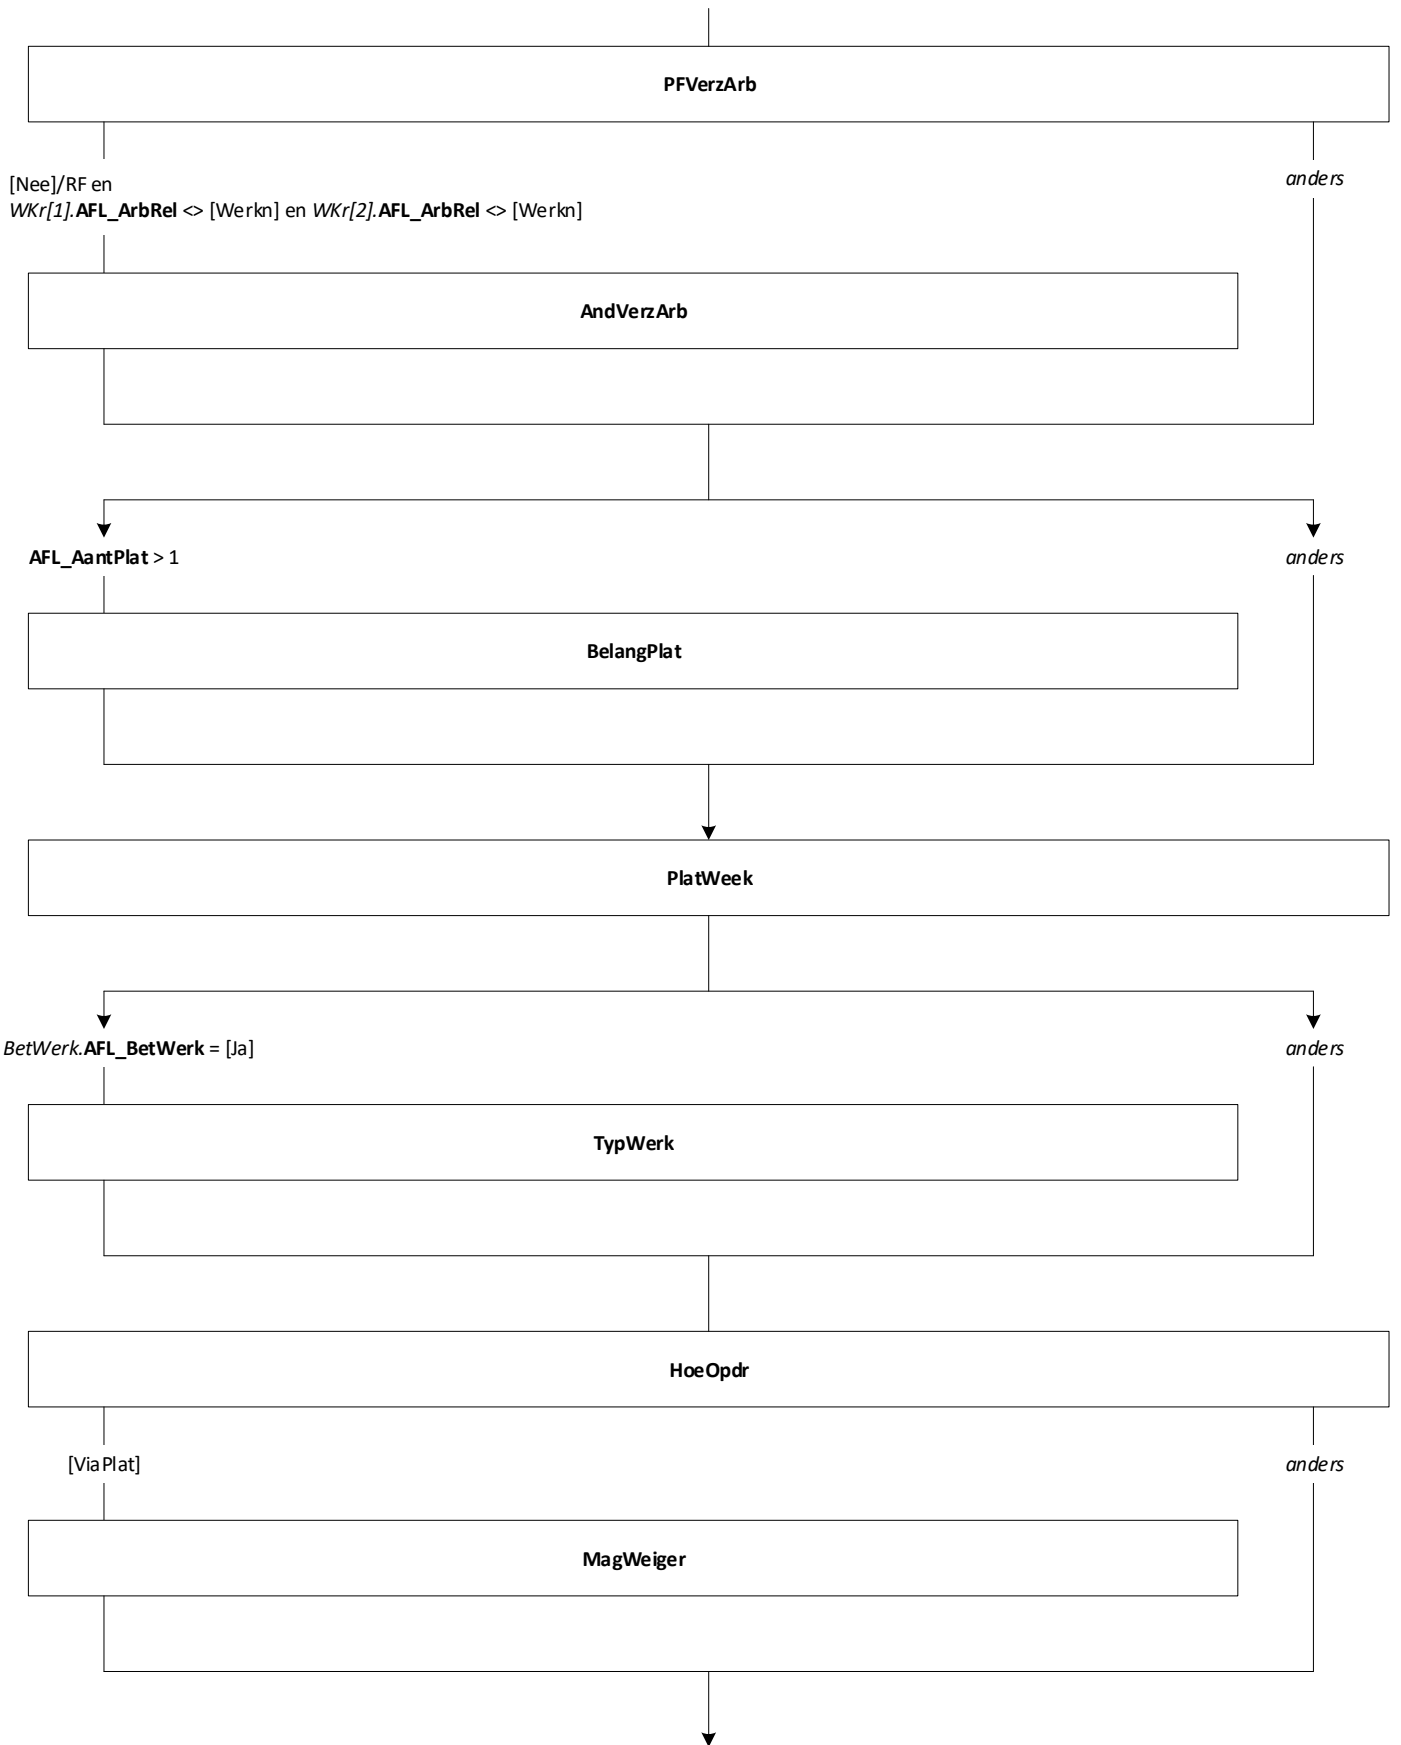 PFVerzArb
[Nee]/RF en
anders
WKr[1].AFL_ArbRel <> [Werkn] en WKr[2].AFL_ArbRel <> [Werkn]
AndVerzArb
AFL_AantPlat > 1
anders
BelangPlat
PlatWeek
BetWerk.AFL_BetWerk = [Ja]
anders
TypWerk
HoeOpdr
[ViaPlat]
anders
MagWeiger